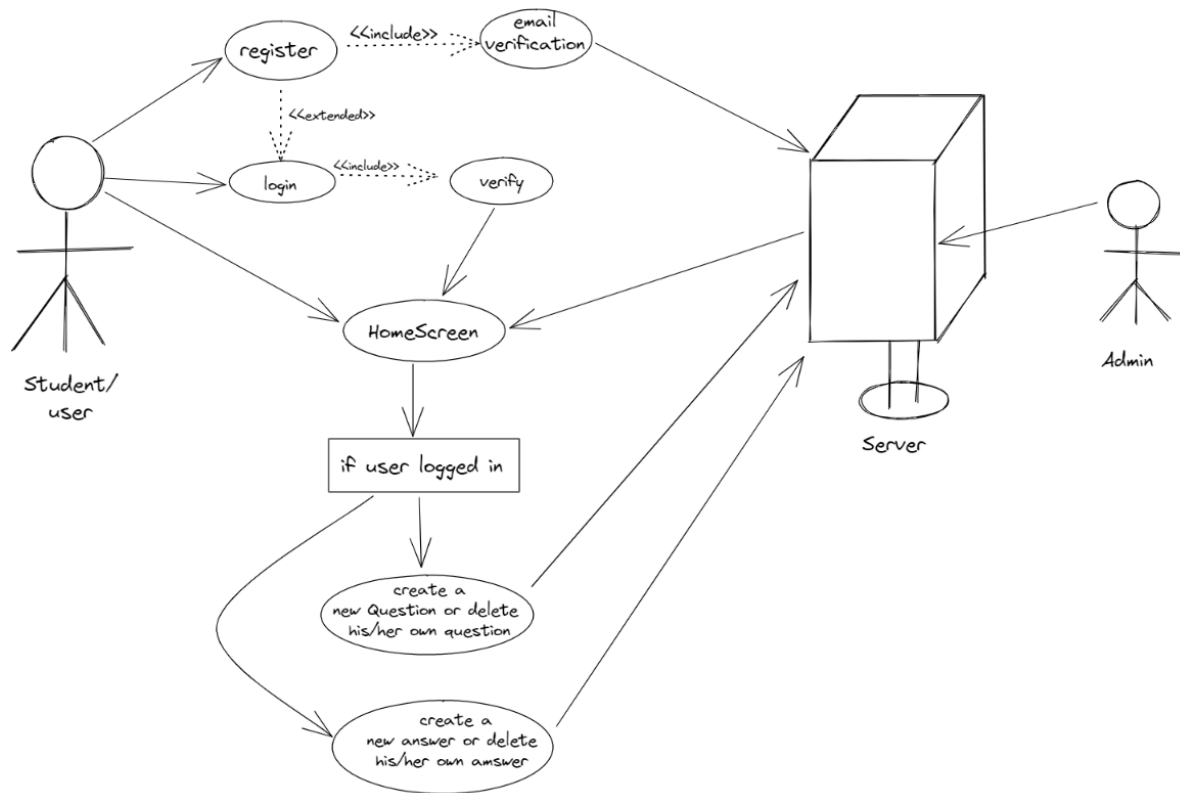 register
<<include>>
email
verification
<<extended>>
login
<<include>>
verify
HomeScreen
Student/
user
Admin
Server
if user logged in
create a
new Question or delete
his/her own question
create a
new answer or delete
his/her own amswer